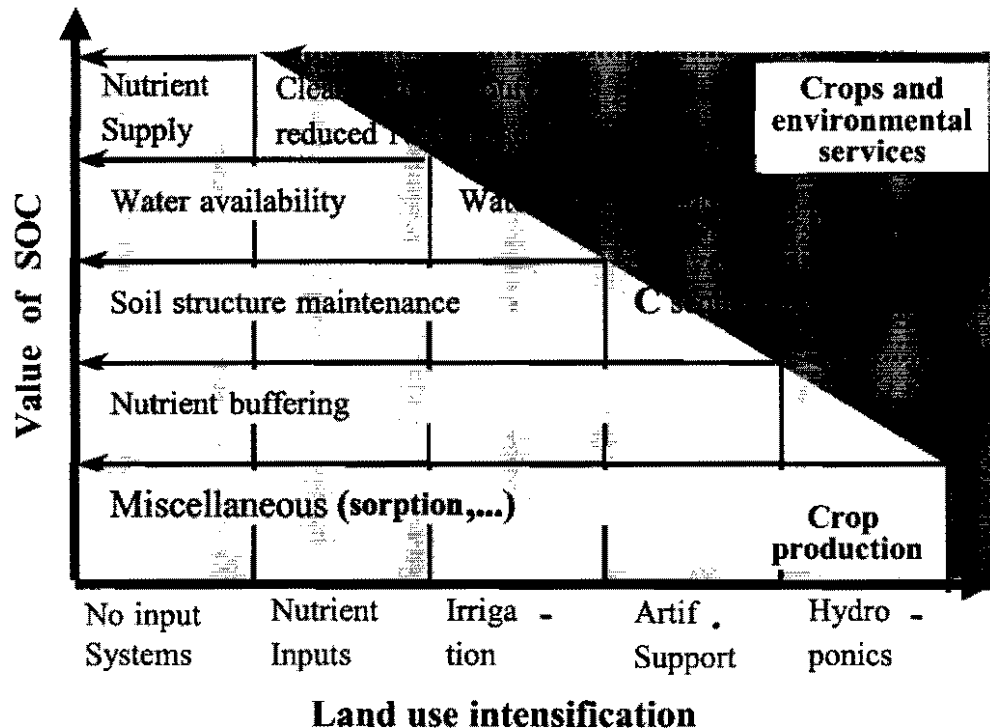 Value of SOC
Nutrient
Supply
reduced
Crops and
environmental
services
Water availability
Soil structure maintenance
C
Nutrient buffering
Miscellaneous (sorption,...)
Crop
production
No input
Systems
Nutrient
Inputs
Irriga -
tion
Artif .
Support
Hydro -
ponics
Land use intensification